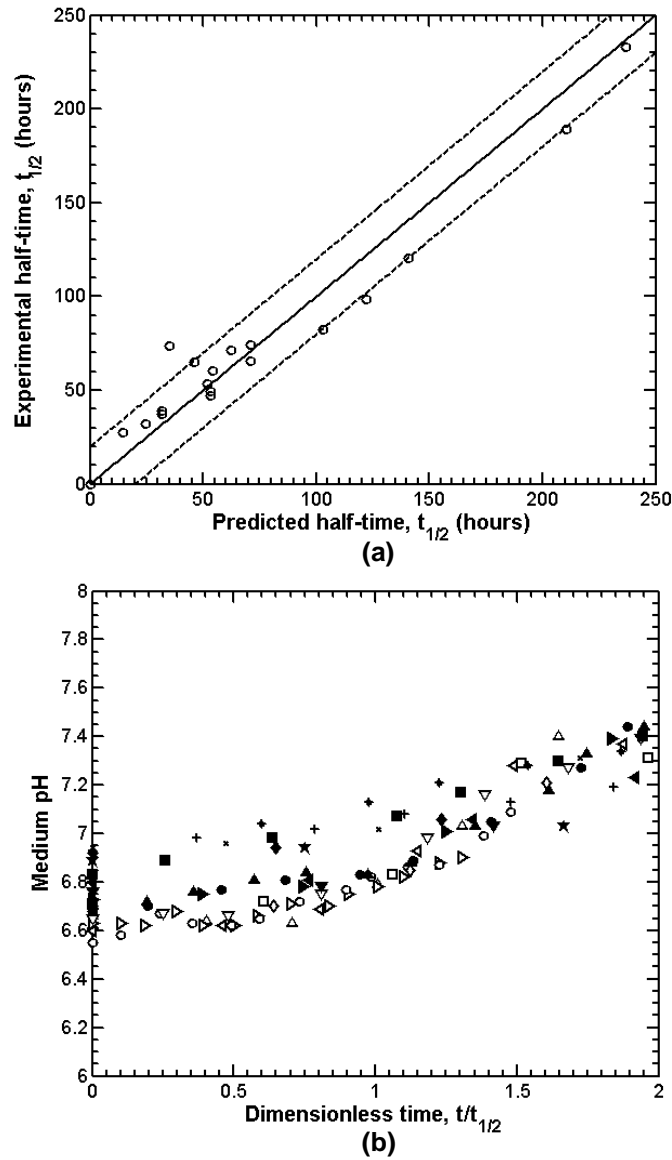 250
200
150
100
50
0
Experimental half-time, t1/2 (hours)
0 50 100 150 200 250
Predicted half-time, t1/2 (hours)
(a)
8
7.8
7.6
7.4
7.2
7
6.8
6.6
6.4
6.2
6
Medium pH
0 0.5 1 1.5 2
Dimensionless time, t/t1/2
(b)